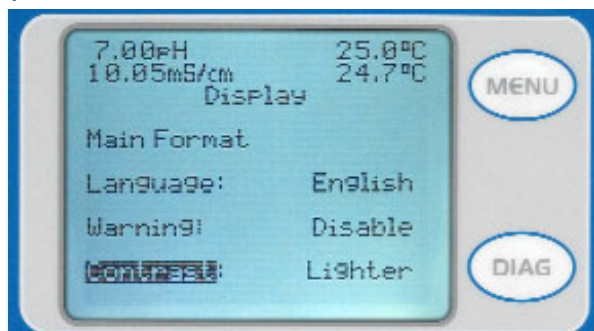 7.00pH 25.0°C
10.05mS/cm 24.7°C
Display
Main Format
Language: English
Warning: Disable
Contrast: Lighter
MENU
DIAG